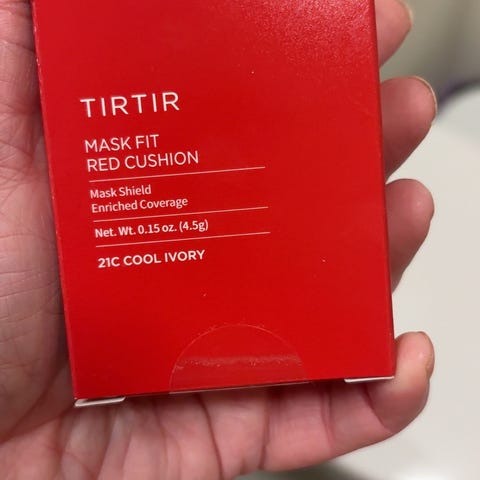 TIRTIR
MASK FIT
RED CUSHION
Mask Shield
Enriched Coverage
Net. Wt. 0.15 oz. (4.5g)
21C COOL IVORY